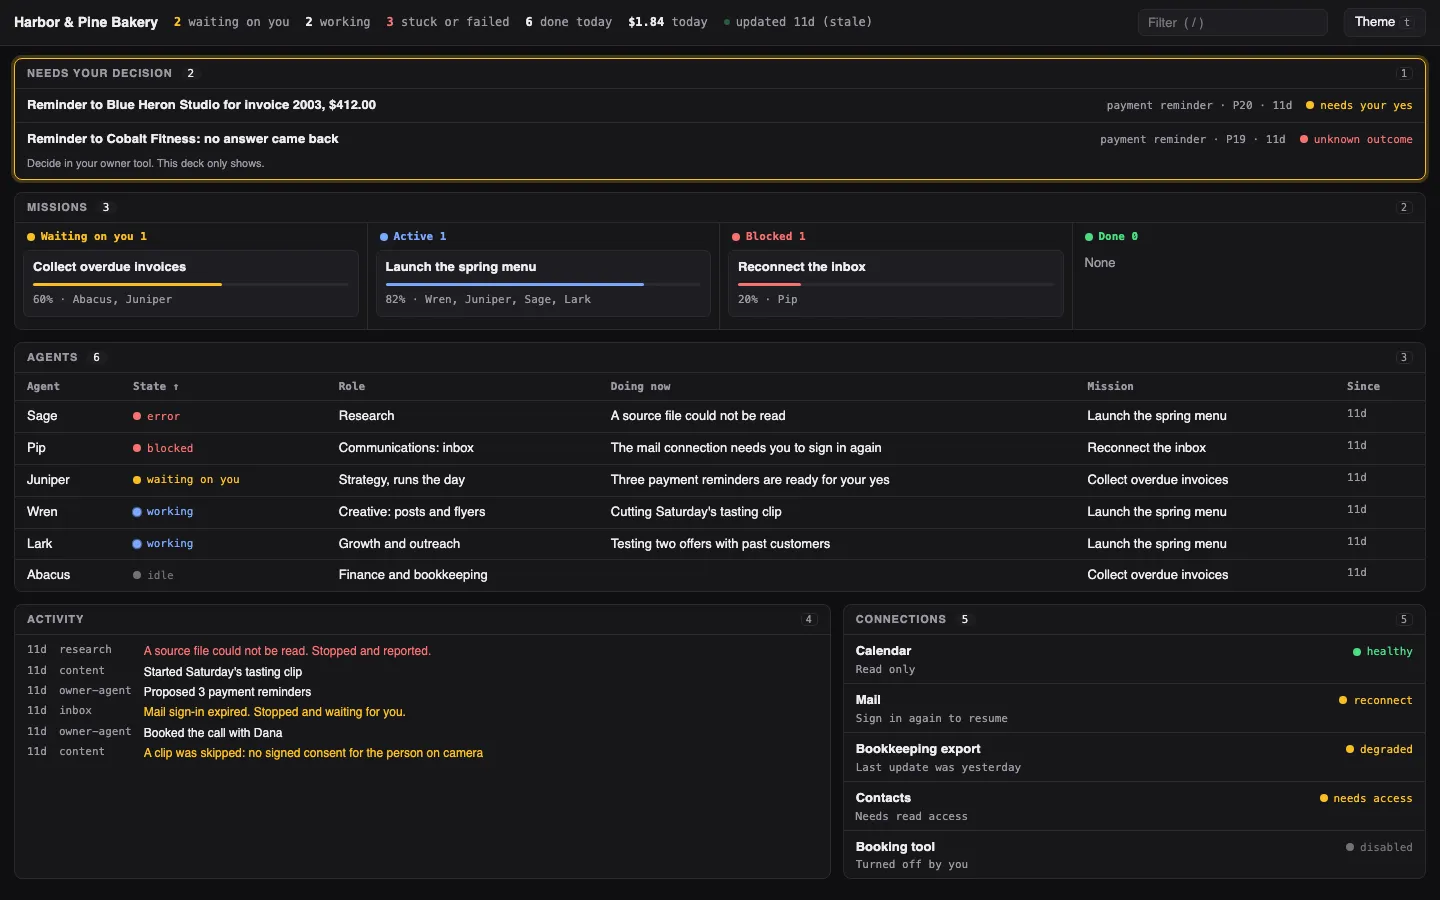 Harbor & Pine Bakery 2 waiting on you 2 working 3 stuck or failed 6 done today $1.84 today updated 11d (stale) Filter (/) Theme t
NEEDS YOUR DECISION 2 1
Reminder to Blue Heron Studio for invoice 2003, $412.00 payment reminder · P20 · 11d needs your yes
Reminder to Cobalt Fitness: no answer came back payment reminder · P19 · 11d unknown outcome
Decide in your owner tool. This deck only shows.
MISSIONS 3 2
Waiting on you 1
Collect overdue invoices
60% · Abacus, Juniper
Active 1
Launch the spring menu
82% · Wren, Juniper, Sage, Lark
Blocked 1
Reconnect the inbox
20% · Pip
Done 0
None
AGENTS 6 3
Agent State ↑ Role Doing now Mission Since
Sage error Research A source file could not be read Launch the spring menu 11d
Pip blocked Communications: inbox The mail connection needs you to sign in again Reconnect the inbox 11d
Juniper waiting on you Strategy, runs the day Three payment reminders are ready for your yes Collect overdue invoices 11d
Wren working Creative: posts and flyers Cutting Saturday's tasting clip Launch the spring menu 11d
Lark working Growth and outreach Testing two offers with past customers Launch the spring menu 11d
Abacus idle Finance and bookkeeping Collect overdue invoices 11d
ACTIVITY 4
11d research A source file could not be read. Stopped and reported.
11d content Started Saturday's tasting clip
11d owner-agent Proposed 3 payment reminders
11d inbox Mail sign-in expired. Stopped and waiting for you.
11d owner-agent Booked the call with Dana
11d content A clip was skipped: no signed consent for the person on camera
CONNECTIONS 5 5
Calendar healthy
Read only
Mail reconnect
Sign in again to resume
Bookkeeping export degraded
Last update was yesterday
Contacts needs access
Needs read access
Booking tool disabled
Turned off by you